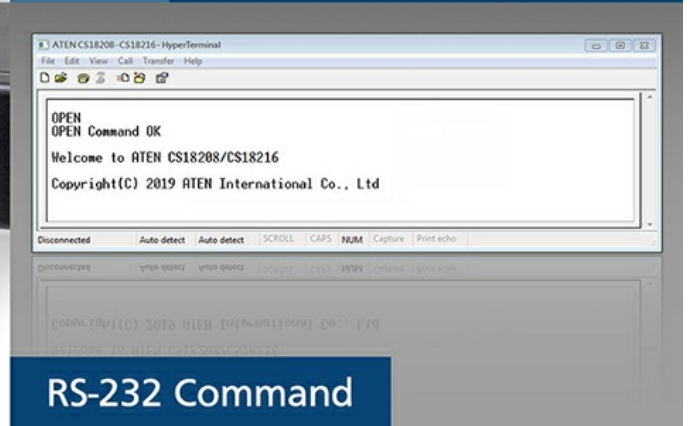 ATEN CS18208-CS18216- HyperTerminal
File Edit View Call Transfer Help
OPEN
OPEN Command OK
Welcome to ATEN CS18208/CS18216
Copyright(C) 2019 ATEN International Co., Ltd
Disconnected Auto detect Auto detect SCROLL CAPS NUM Capture Print echo
RS-232 Command